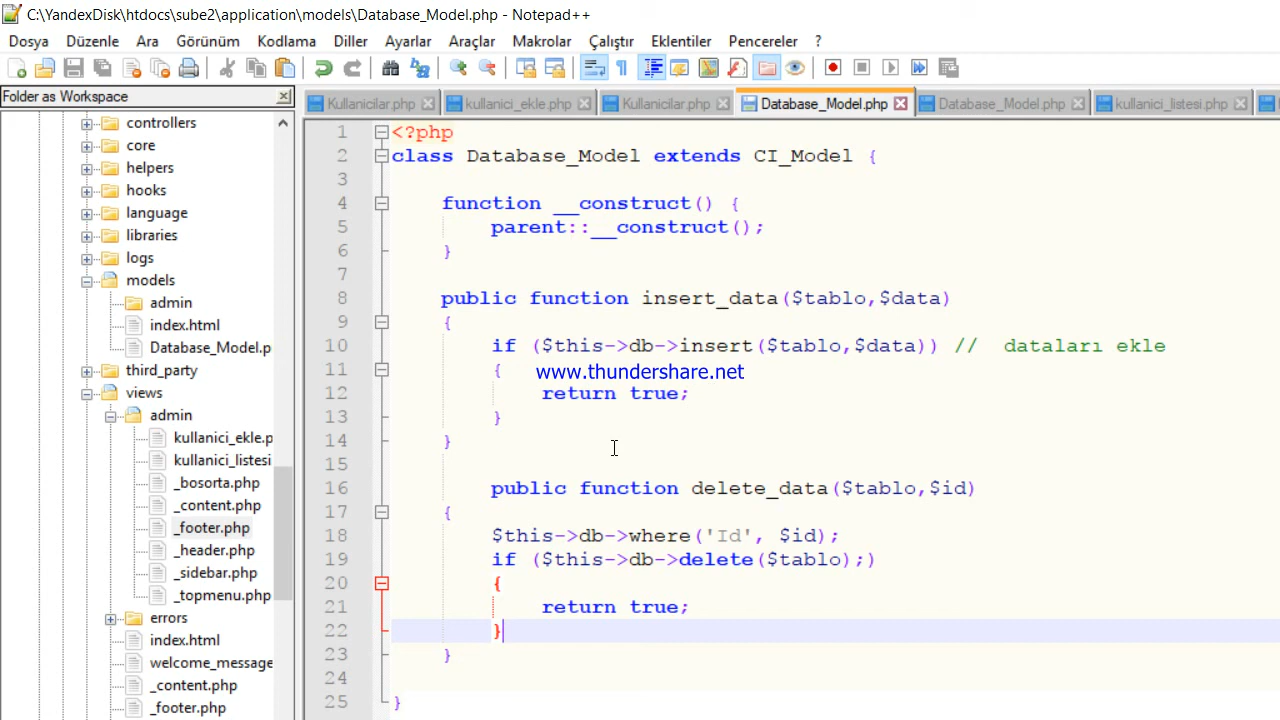 C:\YandexDisk\htdocs\sube2\application\models\Database_Model.php - Notepad++
Dosya Düzenle Ara Görünüm Kodlama Diller Ayarlar Araçlar Makrolar Çalıştır Eklentiler Pencereler ?
Folder as Workspace
Kullanicilar.php kullanici_ekle.php Kullanicilar.php Database_Model.php Database_Model.php kullanici_listesi.php
controllers
core
helpers
hooks
language
libraries
logs
models
admin
index.html
Database_Model.p
third_party
views
admin
kullanici_ekle.p
kullanici_listesi
_bosorta.php
_content.php
_footer.php
_header.php
_sidebar.php
_topmenu.php
errors
index.html
welcome_message
_content.php
_footer.php
1 <?php
2 class Database_Model extends CI_Model {
3
4 function __construct() {
5 parent::__construct();
6 }
7
8 public function insert_data($tablo,$data)
9 {
10 if ($this->db->insert($tablo,$data)) // dataları ekle
11 {
www.thundershare.net
12 return true;
13 }
14 }
15
16 public function delete_data($tablo,$id)
17 {
18 $this->db->where('Id', $id);
19 if ($this->db->delete($tablo);)
20 {
21 return true;
22 }
23 }
24
25 }